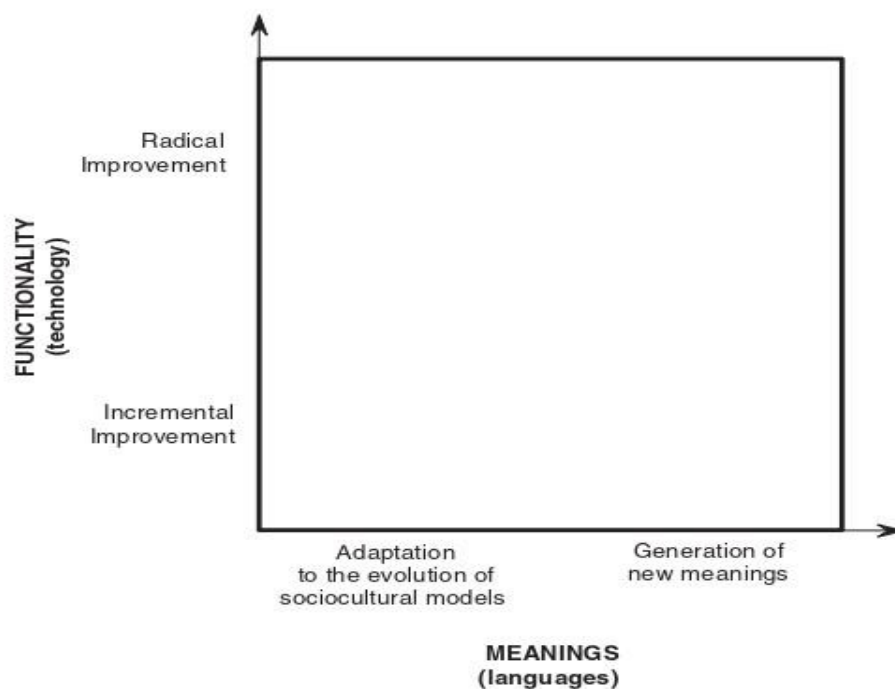 Radical
Improvement
FUNCTIONALITY
(technology)
Incremental
Improvement
Adaptation
to the evolution of
sociocultural models
Generation of
new meanings
MEANINGS
(languages)